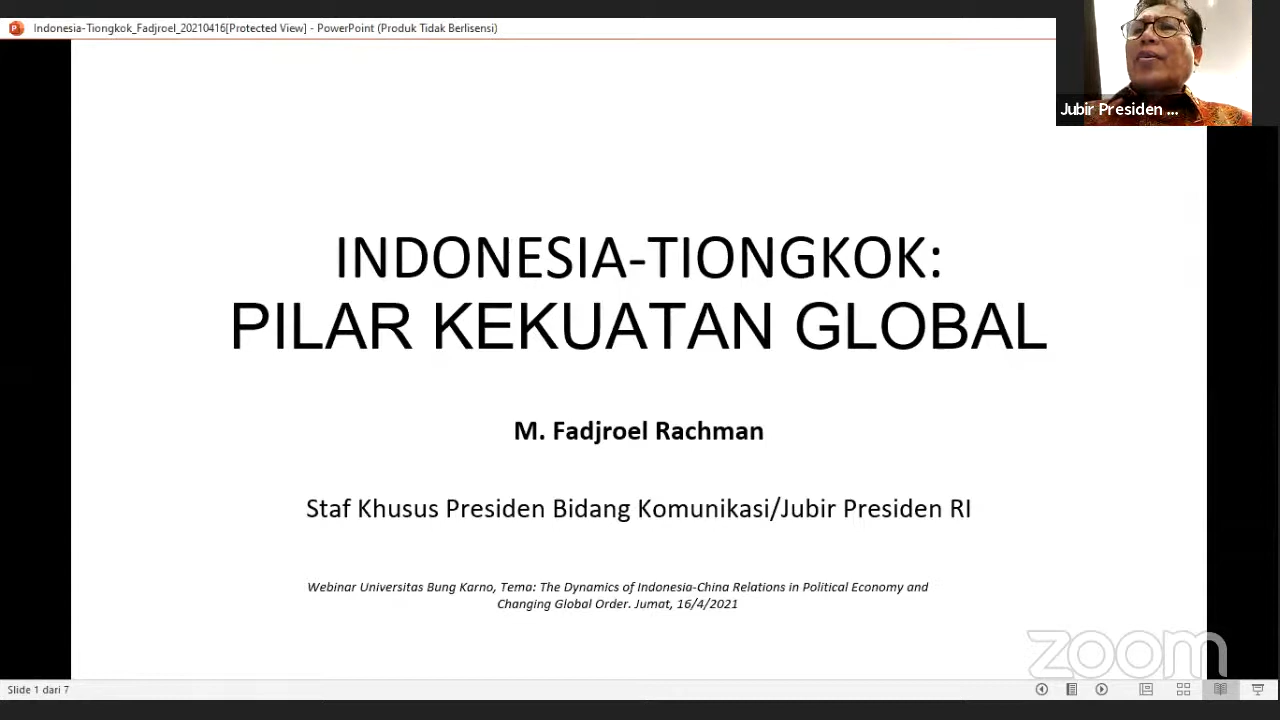 Indonesia-Tiongkok_Fadjroel_20210416[Protected View] - PowerPoint (Produk Tidak Berlisensi)
Jubir Presiden ...
INDONESIA-TIONGKOK:
PILAR KEKUATAN GLOBAL
M. Fadjroel Rachman
Staf Khusus Presiden Bidang Komunikasi/Jubir Presiden RI
Webinar Universitas Bung Karno, Tema: The Dynamics of Indonesia-China Relations in Political Economy and
Changing Global Order. Jumat, 16/4/2021
zoom
Slide 1 dari 7